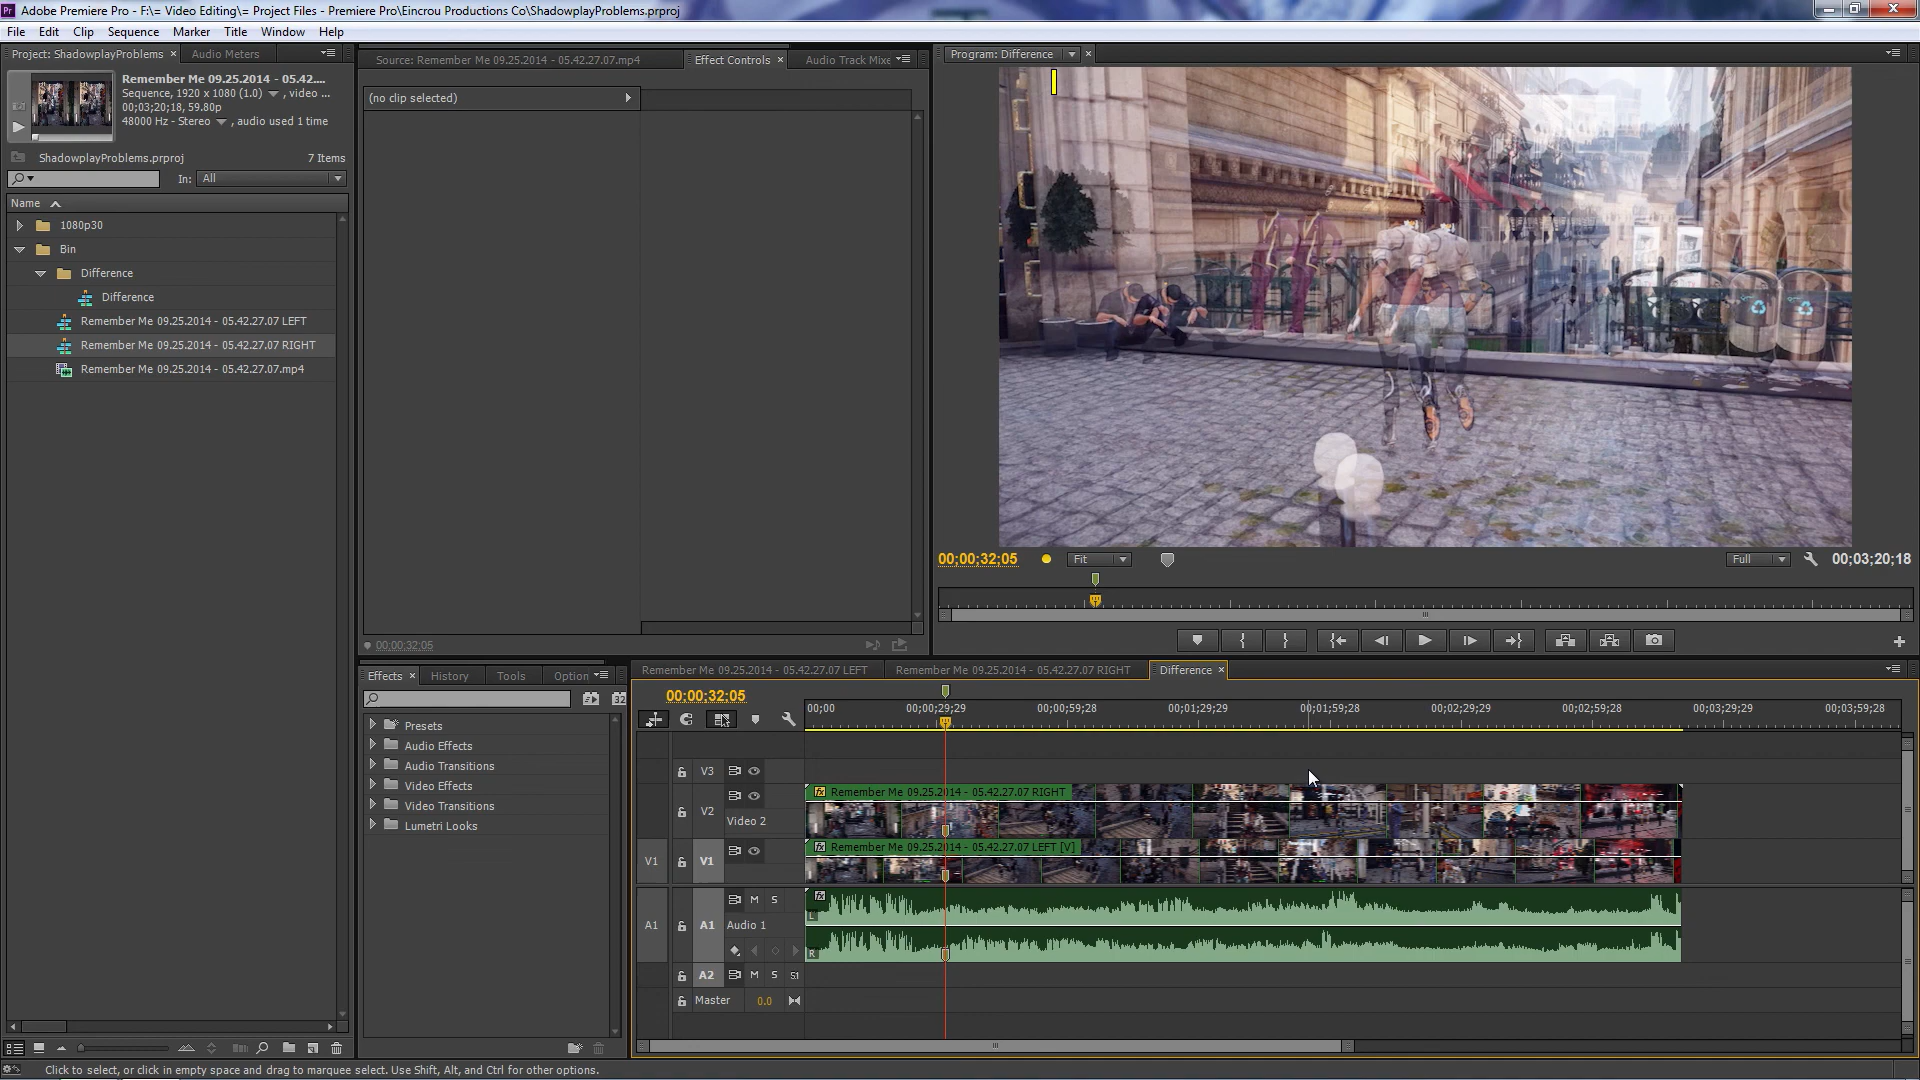 Adobe Premiere Pro - F:\= Video Editing\= Project Files - Premiere Pro\Eincrou Productions Co\ShadowplayProblems.prproj
File Edit Clip Sequence Marker Title Window Help
Project: ShadowplayProblems Audio Meters
Remember Me 09.25.2014 - 05.42....
Sequence, 1920 x 1080 (1.0) , video ...
00;03;20;18, 59.80p
48000 Hz - Stereo , audio used 1 time
ShadowplayProblems.prproj 7 Items
In: All
Name
1080p30
Bin
Difference
Difference
Remember Me 09.25.2014 - 05.42.27.07 LEFT
Remember Me 09.25.2014 - 05.42.27.07 RIGHT
Remember Me 09.25.2014 - 05.42.27.07.mp4
Source: Remember Me 09.25.2014 - 05.42.27.07.mp4 Effect Controls Audio Track Mixe
(no clip selected)
00;00;32;05
Program: Difference
00;00;32;05 Fit Full 00;03;20;18
Effects History Tools Option
32
Presets
Audio Effects
Audio Transitions
Video Effects
Video Transitions
Lumetri Looks
Remember Me 09.25.2014 - 05.42.27.07 LEFT Remember Me 09.25.2014 - 05.42.27.07 RIGHT Difference
00;00;32;05
00;00 00;00;29;29 00;00;59;28 00;01;29;29 00;01;59;28 00;02;29;29 00;02;59;28 00;03;29;29 00;03;59;28
V3
fx Remember Me 09.25.2014 - 05.42.27.07 RIGHT
V2 Video 2
fx Remember Me 09.25.2014 - 05.42.27.07 LEFT [V]
V1 V1
M S fx
L
A1 A1 Audio 1
R
A2 M S S1
Master 0.0
Click to select, or click in empty space and drag to marquee select. Use Shift, Alt, and Ctrl for other options.